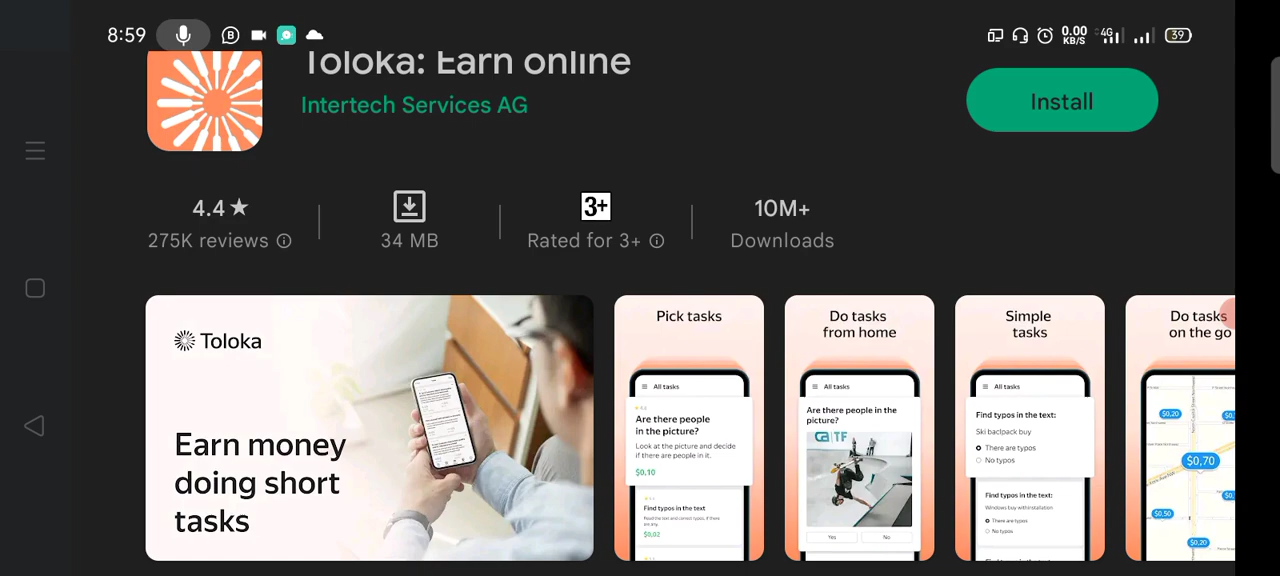 8:59
0.00
KB/S
4G
39
Toloka: Earn online
Intertech Services AG
Install
4.4★
275K reviews
34 MB
3+
Rated for 3+
10M+
Downloads
Toloka
Earn money
doing short
tasks
Pick tasks
All tasks
Are there people
in the picture?
Look at the picture and decide
if there are people in it.
$0,10
Find typos in the text
$0,02
Do tasks
from home
All tasks
Are there people in the
picture?
Yes
No
Simple
tasks
All tasks
Find typos in the text:
Ski baclpack buy
There are typos
No typos
Find typos in the text:
Windows buy withinstallation
There are typos
No typos
Do tasks
on the go
$0,20
$0,70
$0,50
$0,20